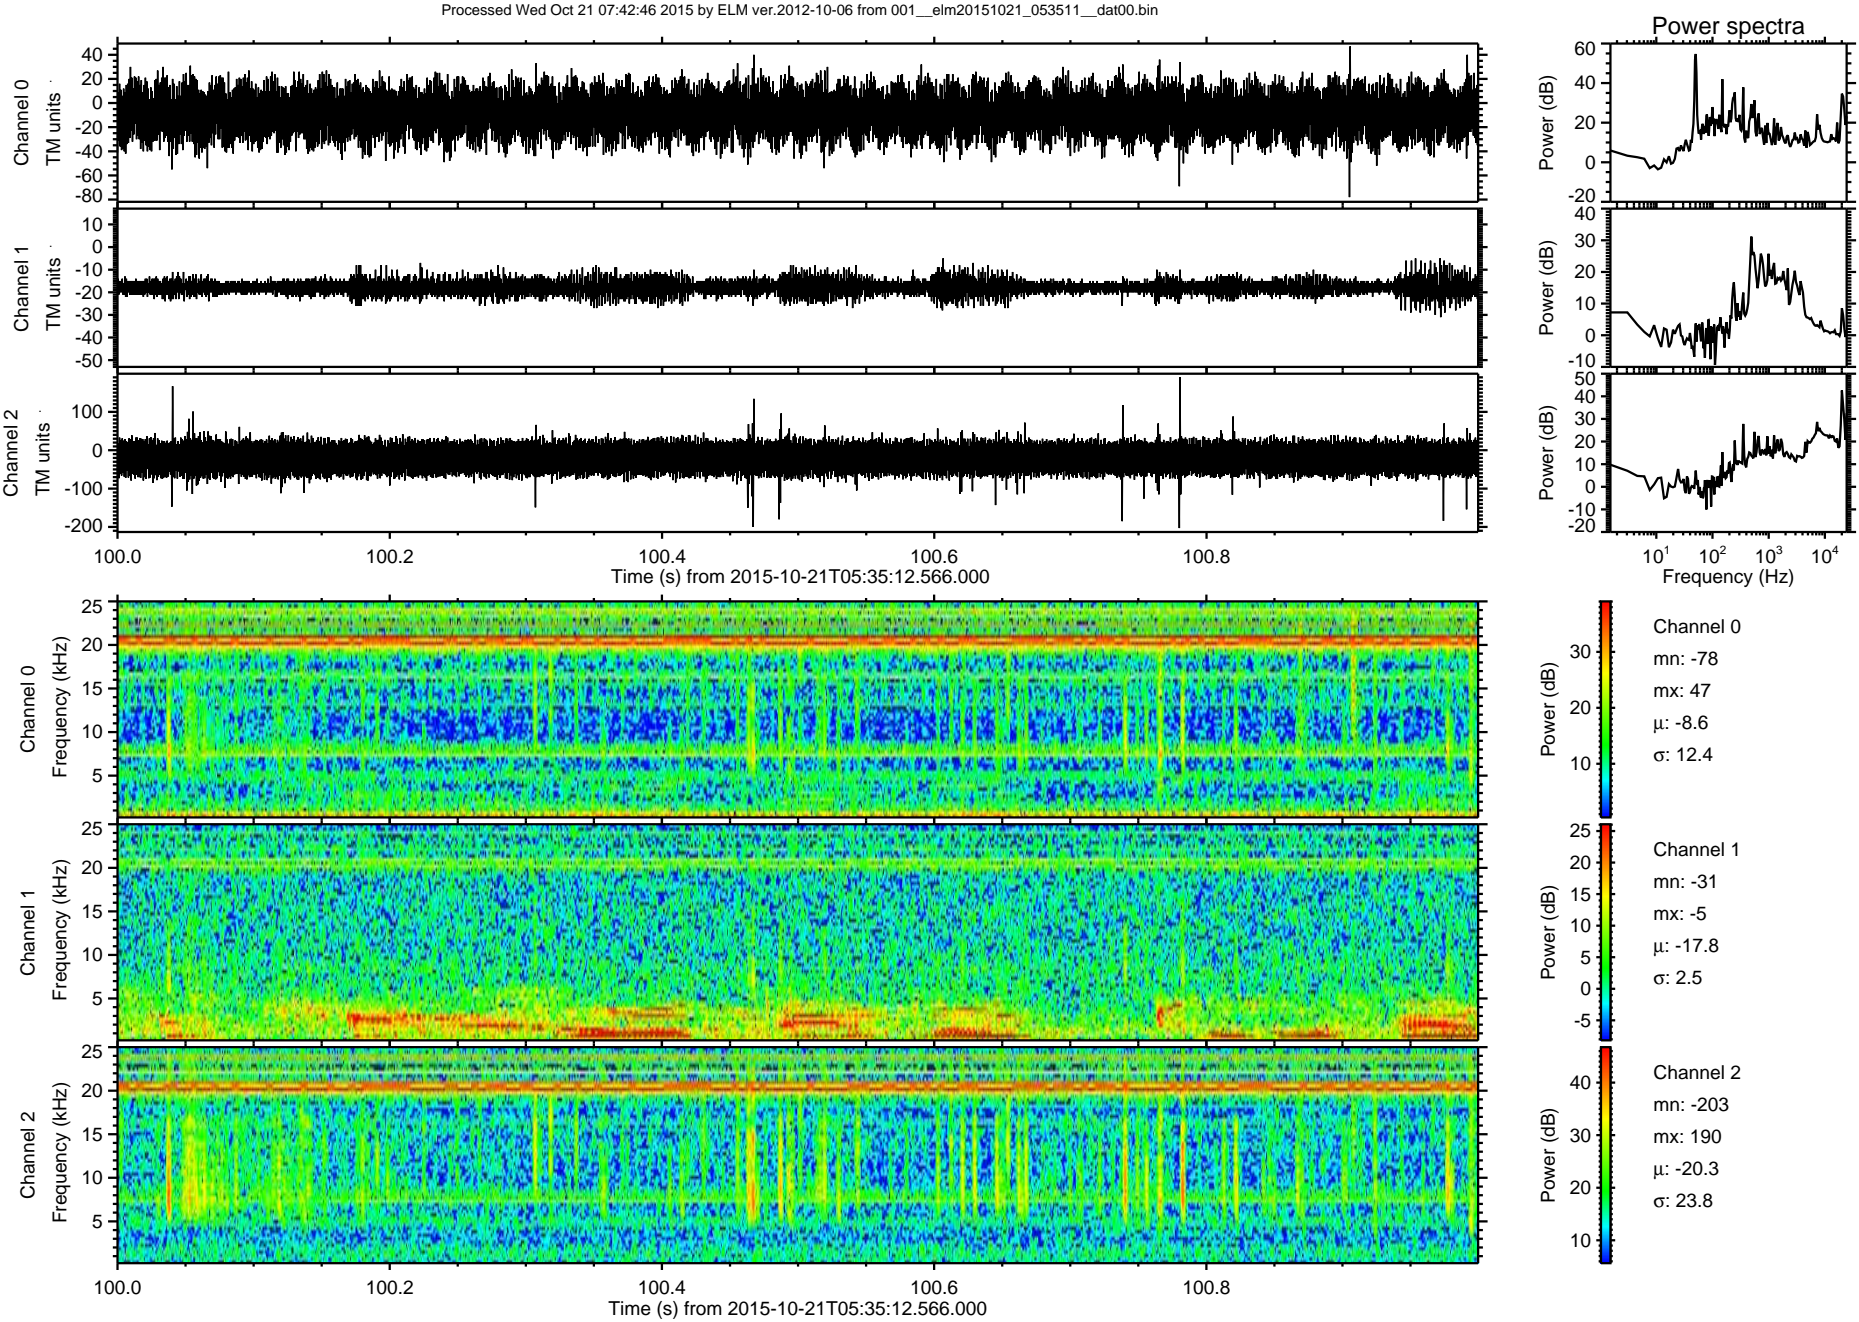 Processed Wed Oct 21 07:42:46 2015 by ELM ver.2012-10-06 from 001__elm20151021_053511__dat00.bin
Power spectra
Channel 0
TM units
40
20
0
-20
-40
-60
-80
Power (dB)
60
40
20
0
-20
Channel 1
TM units
10
0
-10
-20
-30
-40
-50
Power (dB)
40
30
20
10
0
-10
Channel 2
TM units
100
0
-100
-200
Power (dB)
50
40
30
20
10
0
-10
-20
100.0 100.2 100.4 100.6 100.8
Time (s) from 2015-10-21T05:35:12.566.000
10¹ 10² 10³ 10⁴
Frequency (Hz)
Channel 0
Frequency (kHz)
25
20
15
10
5
Power (dB)
30
20
10
Channel 0
mn: -78
mx: 47
μ: -8.6
σ: 12.4
Channel 1
Frequency (kHz)
25
20
15
10
5
Power (dB)
25
20
15
10
5
0
-5
Channel 1
mn: -31
mx: -5
μ: -17.8
σ: 2.5
Channel 2
Frequency (kHz)
25
20
15
10
5
Power (dB)
40
30
20
10
Channel 2
mn: -203
mx: 190
μ: -20.3
σ: 23.8
100.0 100.2 100.4 100.6 100.8
Time (s) from 2015-10-21T05:35:12.566.000